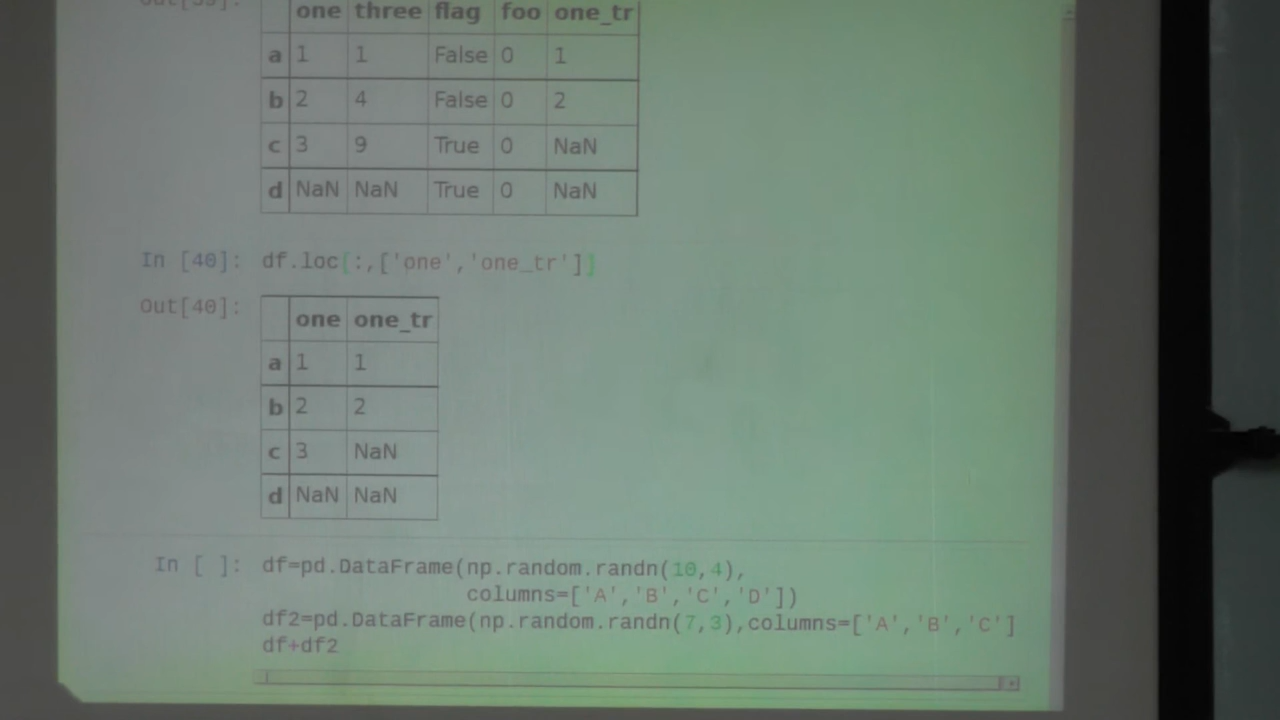 Out[39]:
one three flag foo one_tr
a 1 1 False 0 1
b 2 4 False 0 2
c 3 9 True 0 NaN
d NaN NaN True 0 NaN
In [40]: df.loc[:,['one','one_tr']]
Out[40]:
one one_tr
a 1 1
b 2 2
c 3 NaN
d NaN NaN
In [ ]: df=pd.DataFrame(np.random.randn(10,4),
columns=['A','B','C','D'])
df2=pd.DataFrame(np.random.randn(7,3),columns=['A','B','C']
df+df2